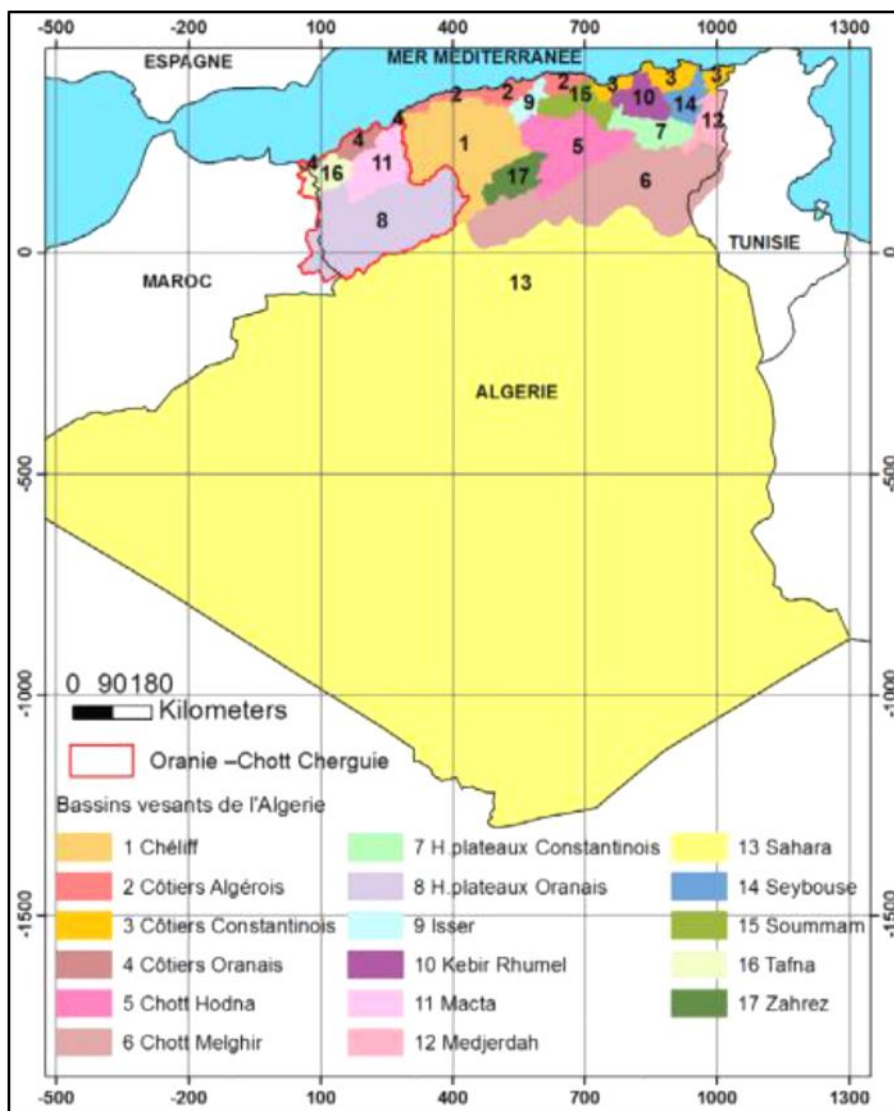 -500 -200 100 400 700 1000 1300
ESPAGNE
MER MEDITERRANEE
3 3
2 2 2 3
9 15 10 14
4 7 12
4 1 5
4 16 11
17 6
8
0 TUNISIE 0
MAROC
13
ALGERIE
-500 -500
0 90 180
Kilometers
-1000 -1000
Oranie –Chott Cherguie
Bassins vesants de l'Algerie
1 Chéliff
2 Côtiers Algérois
3 Côtiers Constantinois
4 Côtiers Oranais
5 Chott Hodna
6 Chott Melghir
7 H.plateaux Constantinois
8 H.plateaux Oranais
9 Isser
10 Kebir Rhumel
11 Macta
12 Medjerdah
13 Sahara
14 Seybouse
15 Soummam
16 Tafna
17 Zahrez
-1500 -1500
-500 -200 100 400 700 1000 1300